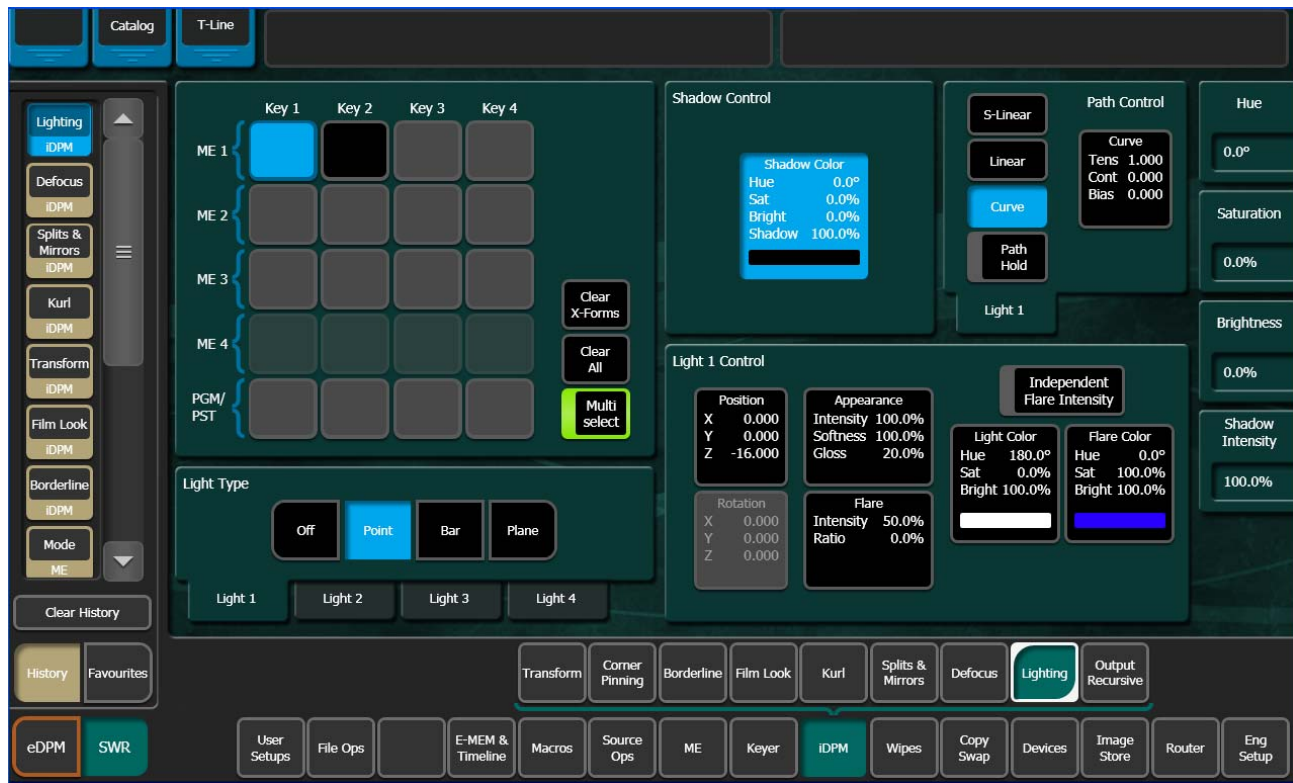 Catalog
T-Line
Lighting
iDPM
Defocus
iDPM
Splits &
Mirrors
iDPM
Kurl
iDPM
Transform
iDPM
Film Look
iDPM
Borderline
iDPM
Mode
ME
Clear History
History
Favourites
eDPM
SWR
Key 1 Key 2 Key 3 Key 4
ME 1
ME 2
ME 3
ME 4
PGM/
PST
Clear
X-Forms
Clear
All
Multi
select
Light Type
Off
Point
Bar
Plane
Light 1
Light 2
Light 3
Light 4
Shadow Control
Shadow Color
Hue 0.0°
Sat 0.0%
Bright 0.0%
Shadow 100.0%
S-Linear
Linear
Curve
Path
Hold
Path Control
Curve
Tens 1.000
Cont 0.000
Bias 0.000
Light 1
Light 1 Control
Position
X 0.000
Y 0.000
Z -16.000
Appearance
Intensity 100.0%
Softness 100.0%
Gloss 20.0%
Rotation
X 0.000
Y 0.000
Z 0.000
Flare
Intensity 50.0%
Ratio 0.0%
Independent
Flare Intensity
Light Color
Hue 180.0°
Sat 0.0%
Bright 100.0%
Flare Color
Hue 0.0°
Sat 100.0%
Bright 100.0%
Hue
0.0°
Saturation
0.0%
Brightness
0.0%
Shadow
Intensity
100.0%
Transform
Corner
Pinning
Borderline
Film Look
Kurl
Splits &
Mirrors
Defocus
Lighting
Output
Recursive
User
Setups
File Ops
E-MEM &
Timeline
Macros
Source
Ops
ME
Keyer
iDPM
Wipes
Copy
Swap
Devices
Image
Store
Router
Eng
Setup